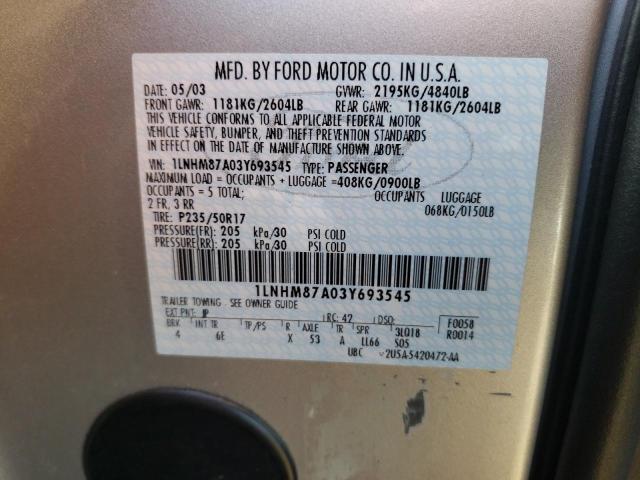 MFD. BY FORD MOTOR CO. IN U.S.A.
DATE: 05/03 GVWR: 2195KG/4840LB
FRONT GAWR: 1181KG/2604LB REAR GAWR: 1181KG/2604LB
THIS VEHICLE CONFORMS TO ALL APPLICABLE FEDERAL MOTOR
VEHICLE SAFETY, BUMPER, AND THEFT PREVENTION STANDARDS
IN EFFECT ON THE DATE OF MANUFACTURE SHOWN ABOVE.
VIN: 1LNHM87A03Y693545 TYPE: PASSENGER
MAXIMUM LOAD = OCCUPANTS + LUGGAGE = 408KG/0900LB
OCCUPANTS = 5 TOTAL; OCCUPANTS LUGGAGE
2 FR, 3 RR 068KG/0150LB
TIRE: P235/50R17
PRESSURE(FR): 205 kPa/30 PSI COLD
PRESSURE(RR): 205 kPa/30 PSI COLD
1LNHM87A03Y693545
TRAILER TOWING - SEE OWNER GUIDE
EXT PNT: JP RC: 42 DSO: F0058
BRK INT TR TP/PS R AXLE TR SPR 3LQ18 R0014
4 6E X 53 A LL66 S05
UBC ▽2U5A-5420472-AA